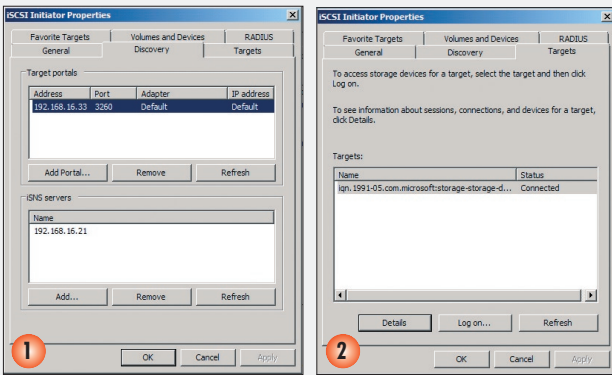 iSCSI Initiator Properties
Favorite Targets Volumes and Devices RADIUS
General Discovery Targets
Target portals
Address Port Adapter IP address
192.168.16.33 3260 Default Default
Add Portal... Remove Refresh
iSNS servers
Name
192.168.16.21
Add... Remove Refresh
1
OK Cancel Apply
iSCSI Initiator Properties
Favorite Targets Volumes and Devices RADIUS
General Discovery Targets
To access storage devices for a target, select the target and then click
Log on.
To see information about sessions, connections, and devices for a target,
click Details.
Targets:
Name Status
iqn.1991-05.com.microsoft:storage-storage-d... Connected
Details Log on... Refresh
2
OK Cancel Apply